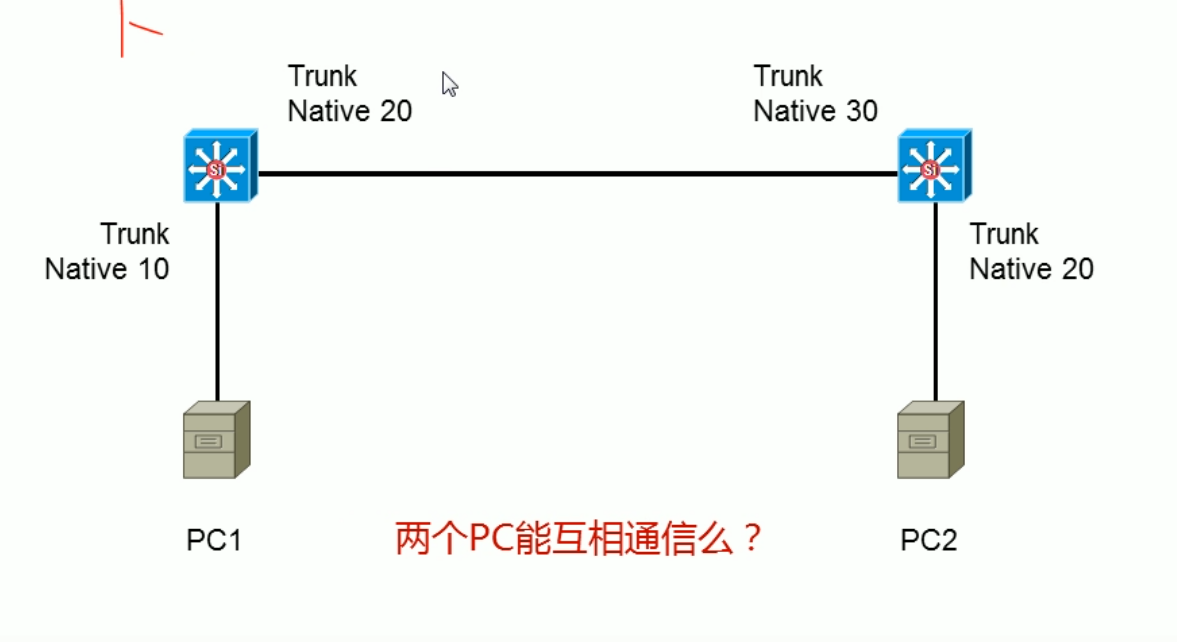 Trunk
Native 20
Trunk
Native 30
Si
Si
Trunk
Native 10
Trunk
Native 20
PC1
两个PC能互相通信么？
PC2